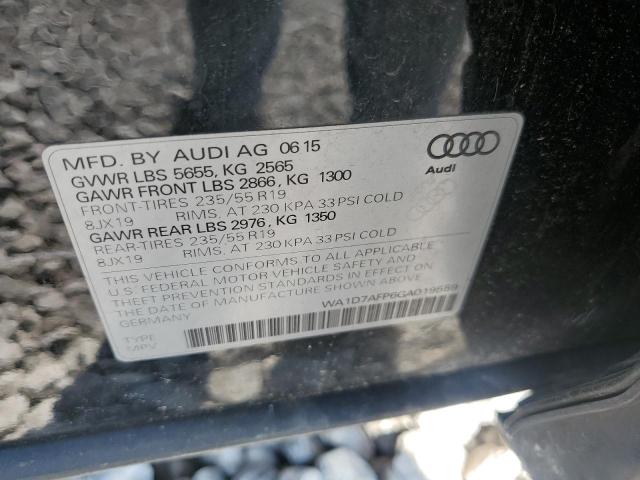 MFD. BY AUDI AG 0615
GVWR LBS 5655, KG 2565
GAWR FRONT LBS 2866, KG 1300
FRONT-TIRES 235/55 R19
8JX19 RIMS, AT 230 KPA 33 PSI COLD
GAWR REAR LBS 2976, KG 1350
REAR-TIRES 235/55 R19
8JX19 RIMS, AT 230 KPA 33 PSI COLD
THIS VEHICLE CONFORMS TO ALL APPLICABLE
U.S. FEDERAL MOTOR VEHICLE SAFETY AND
THEFT PREVENTION STANDARDS IN EFFECT ON
THE DATE OF MANUFACTURE SHOWN ABOVE
GERMANY
WA1D7AFP6GA019559
TYPE
MPV
Audi